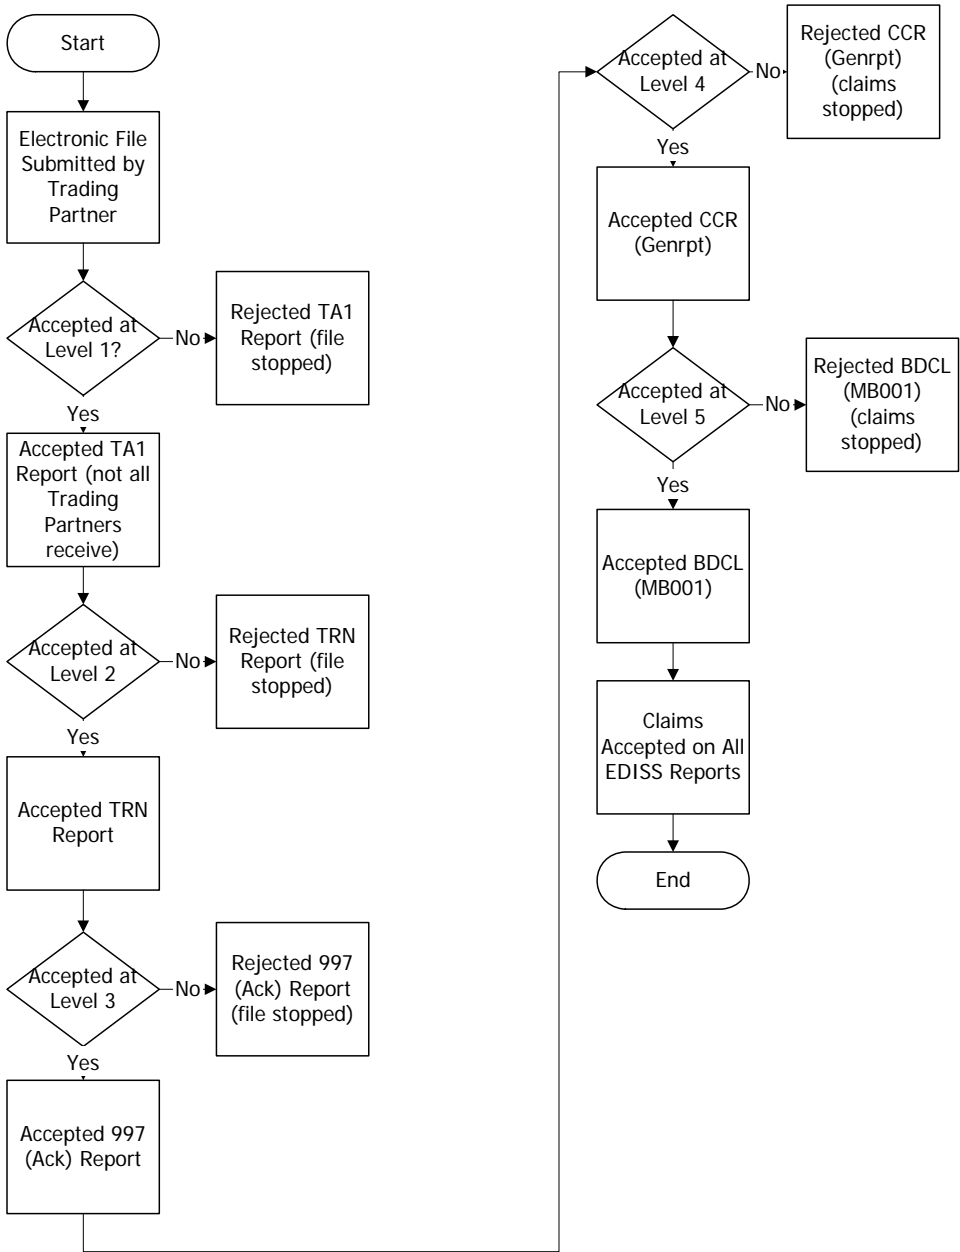 Start
Electronic File
Submitted by
Trading
Partner
Accepted at
Level 1?
No
Rejected TA1
Report (file
stopped)
Yes
Accepted TA1
Report (not all
Trading
Partners
receive)
Accepted at
Level 2
No
Rejected TRN
Report (file
stopped)
Yes
Accepted TRN
Report
Accepted at
Level 3
No
Rejected 997
(Ack) Report
(file stopped)
Yes
Accepted 997
(Ack) Report
Accepted at
Level 4
No
Rejected CCR
(Genrpt)
(claims
stopped)
Yes
Accepted CCR
(Genrpt)
Accepted at
Level 5
No
Rejected BDCL
(MB001)
(claims
stopped)
Yes
Accepted BDCL
(MB001)
Claims
Accepted on All
EDISS Reports
End